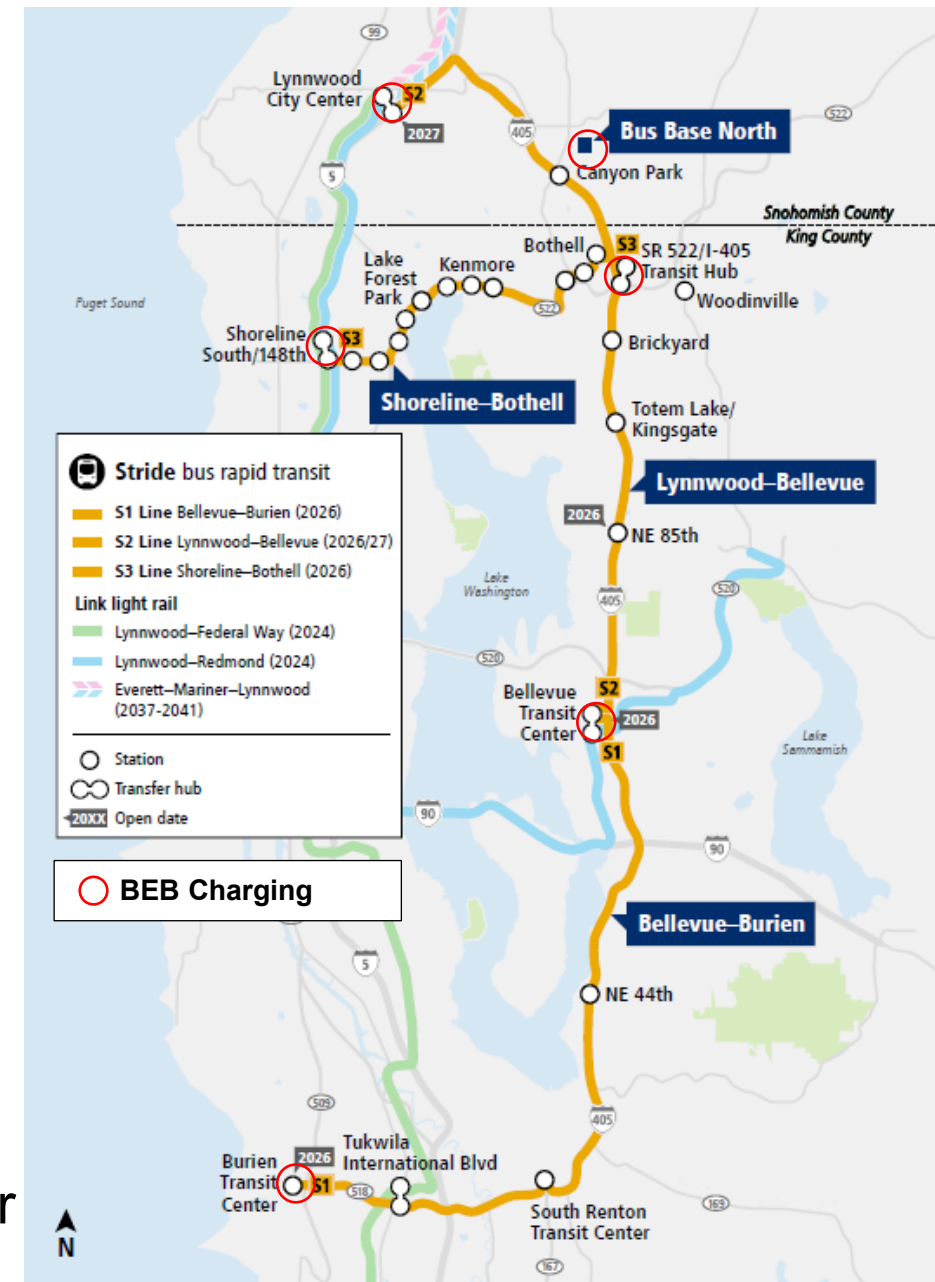 99
Lynnwood
City Center
S2
2027
405
522
Bus Base North
5
Canyon Park
Snohomish County
King County
Bothell
S3
SR 522/I-405
Transit Hub
Lake
Forest
Park
Kenmore
Woodinville
Puget Sound
522
Shoreline
South/148th
S3
Brickyard
Shoreline–Bothell
Totem Lake/
Kingsgate
Stride bus rapid transit
S1 Line Bellevue–Burien (2026)
S2 Line Lynnwood–Bellevue (2026/27)
S3 Line Shoreline–Bothell (2026)
Link light rail
Lynnwood–Federal Way (2024)
Lynnwood–Redmond (2024)
Everett–Mariner–Lynnwood
(2037-2041)
Station
Transfer hub
20XX Open date
BEB Charging
Lynnwood–Bellevue
2026
NE 85th
Lake
Washington
405
520
520
Bellevue
Transit
Center
S2
2026
S1
Lake
Sammamish
90
90
Bellevue–Burien
5
NE 44th
509
405
Burien
Transit
Center
2026
S1
518
Tukwila
International Blvd
South Renton
Transit Center
169
167
r
N